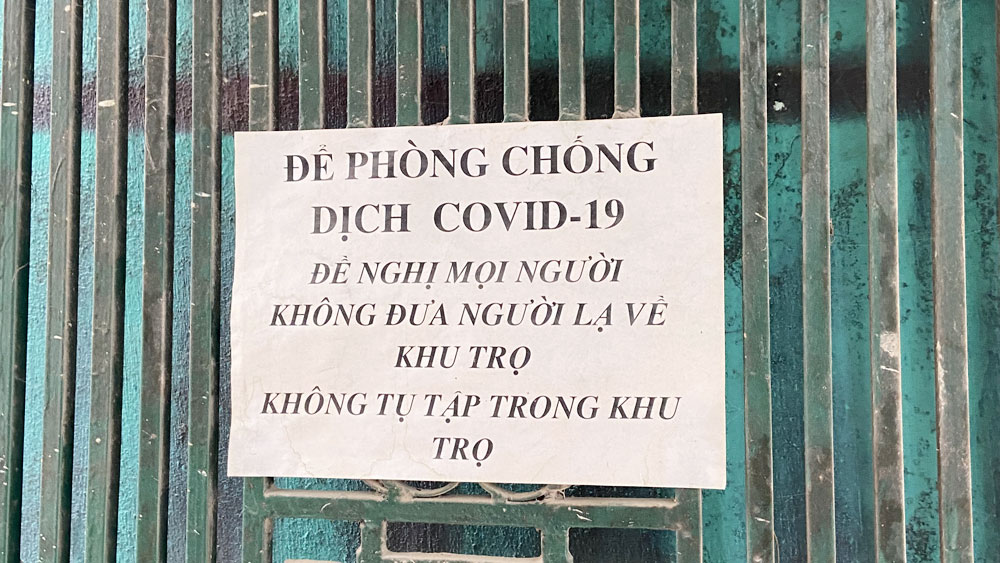 ĐỂ PHÒNG CHỐNG
DỊCH COVID-19
ĐỀ NGHỊ MỌI NGƯỜI
KHÔNG ĐƯA NGƯỜI LẠ VỀ
KHU TRỌ
KHÔNG TỤ TẬP TRONG KHU
TRỌ